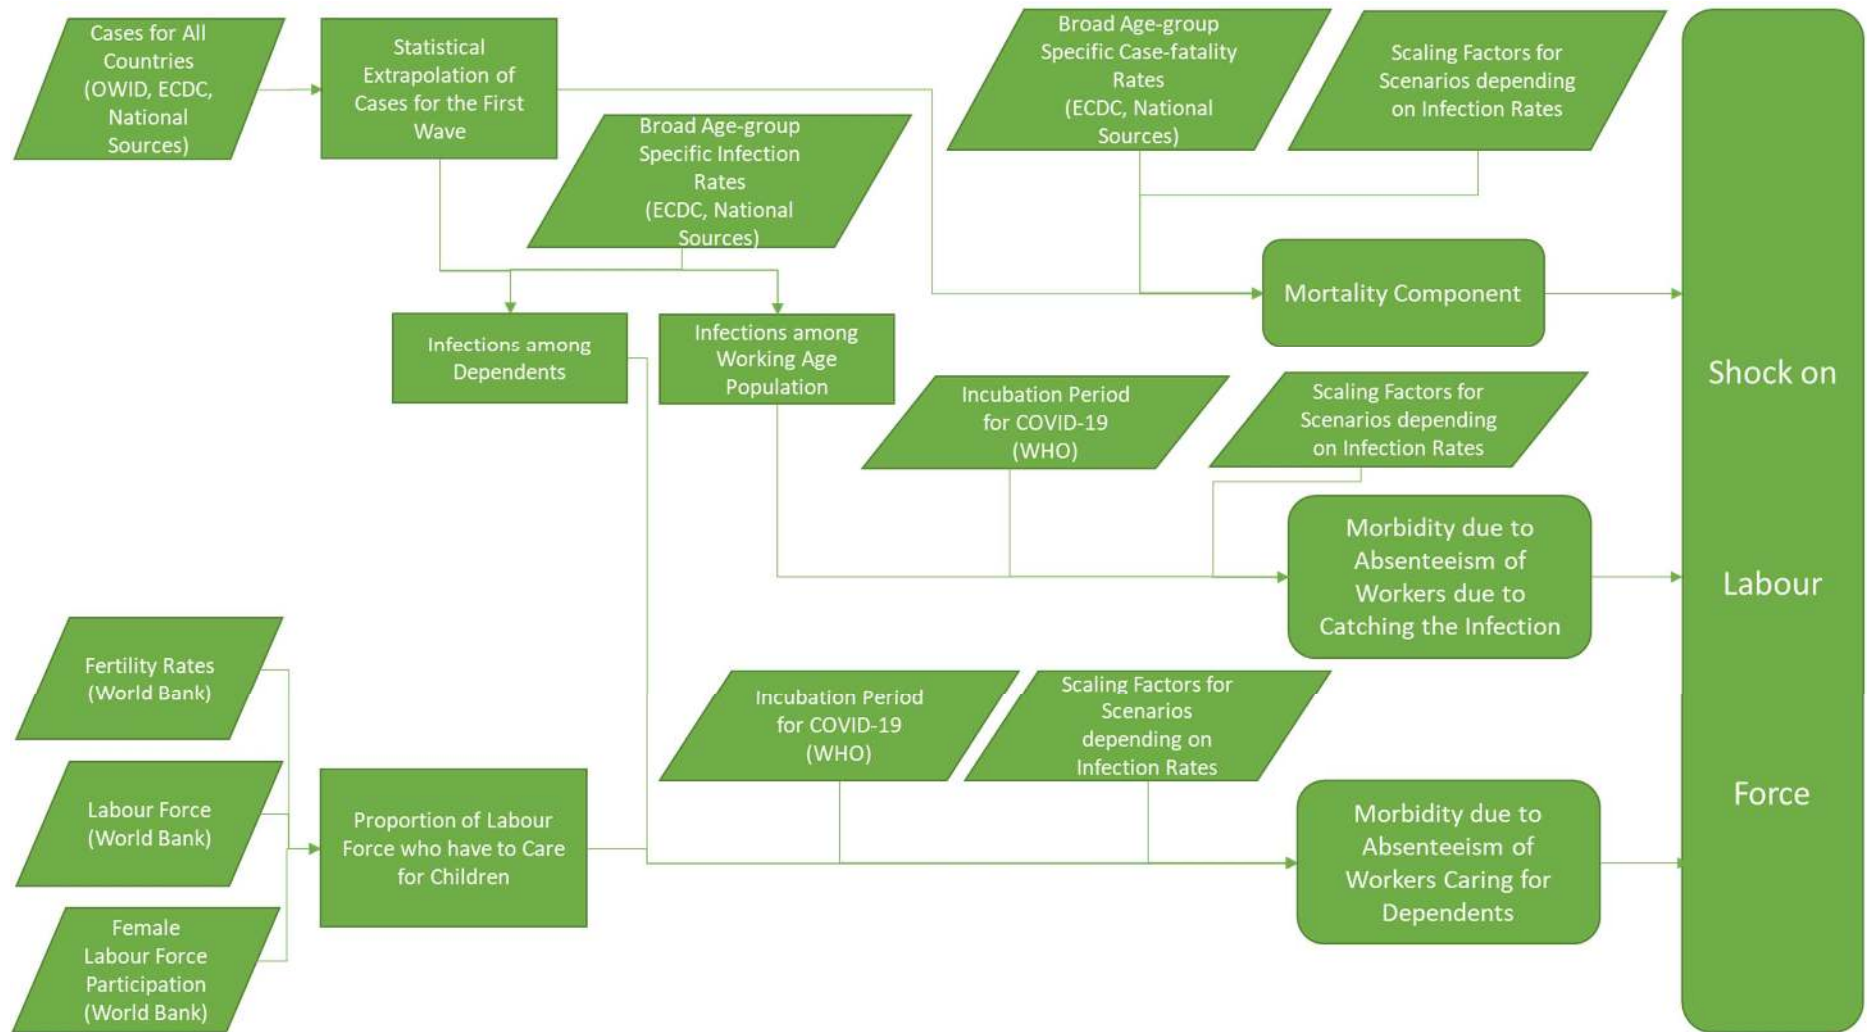 Cases for All
Countries
(OWID, ECDC,
National
Sources)
Statistical
Extrapolation of
Cases for the First
Wave
Broad Age-group
Specific Infection
Rates
(ECDC, National
Sources)
Broad Age-group
Specific Case-fatality
Rates
(ECDC, National
Sources)
Scaling Factors for
Scenarios depending
on Infection Rates
Mortality Component
Infections among
Dependents
Infections among
Working Age
Population
Incubation Period
for COVID-19
(WHO)
Scaling Factors for
Scenarios depending
on Infection Rates
Morbidity due to
Absenteeism of
Workers due to
Catching the Infection
Fertility Rates
(World Bank)
Labour Force
(World Bank)
Female
Labour Force
Participation
(World Bank)
Proportion of Labour
Force who have to Care
for Children
Incubation Period
for COVID-19
(WHO)
Scaling Factors for
Scenarios
depending on
Infection Rates
Morbidity due to
Absenteeism of
Workers Caring for
Dependents
Shock on
Labour
Force